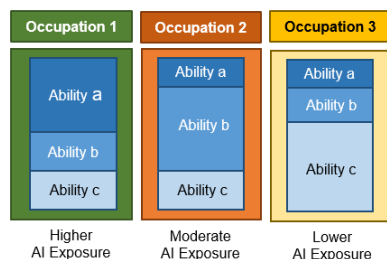 Occupation 1
Occupation 2
Occupation 3
Ability a
Ability b
Ability c
Ability a
Ability b
Ability c
Ability a
Ability b
Ability c
Higher
AI Exposure
Moderate
AI Exposure
Lower
AI Exposure